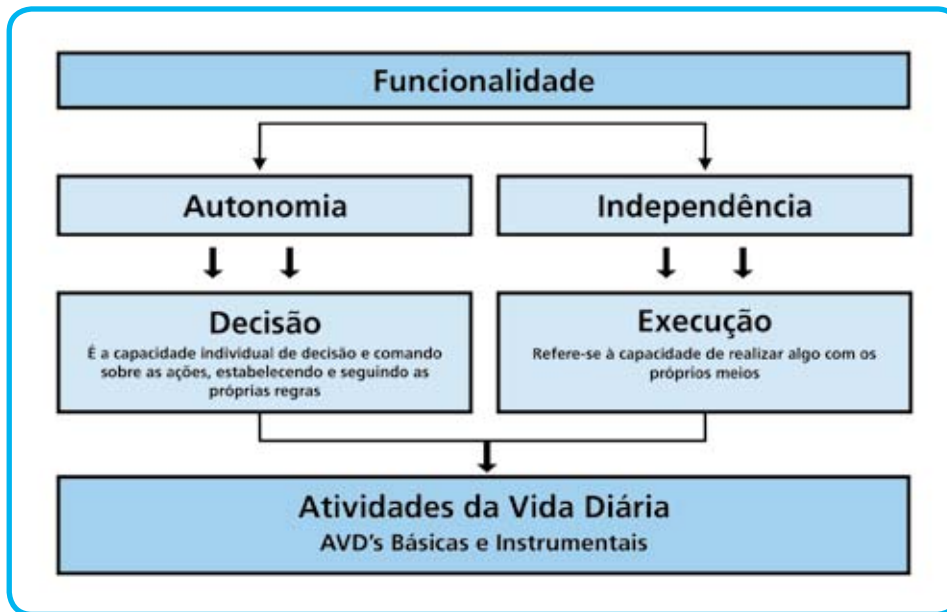 Funcionalidade
Autonomia
Independência
Decisão
É a capacidade individual de decisão e comando
sobre as ações, estabelecendo e seguindo as
próprias regras
Execução
Refere-se à capacidade de realizar algo com os
próprios meios
Atividades da Vida Diária
AVD's Básicas e Instrumentais